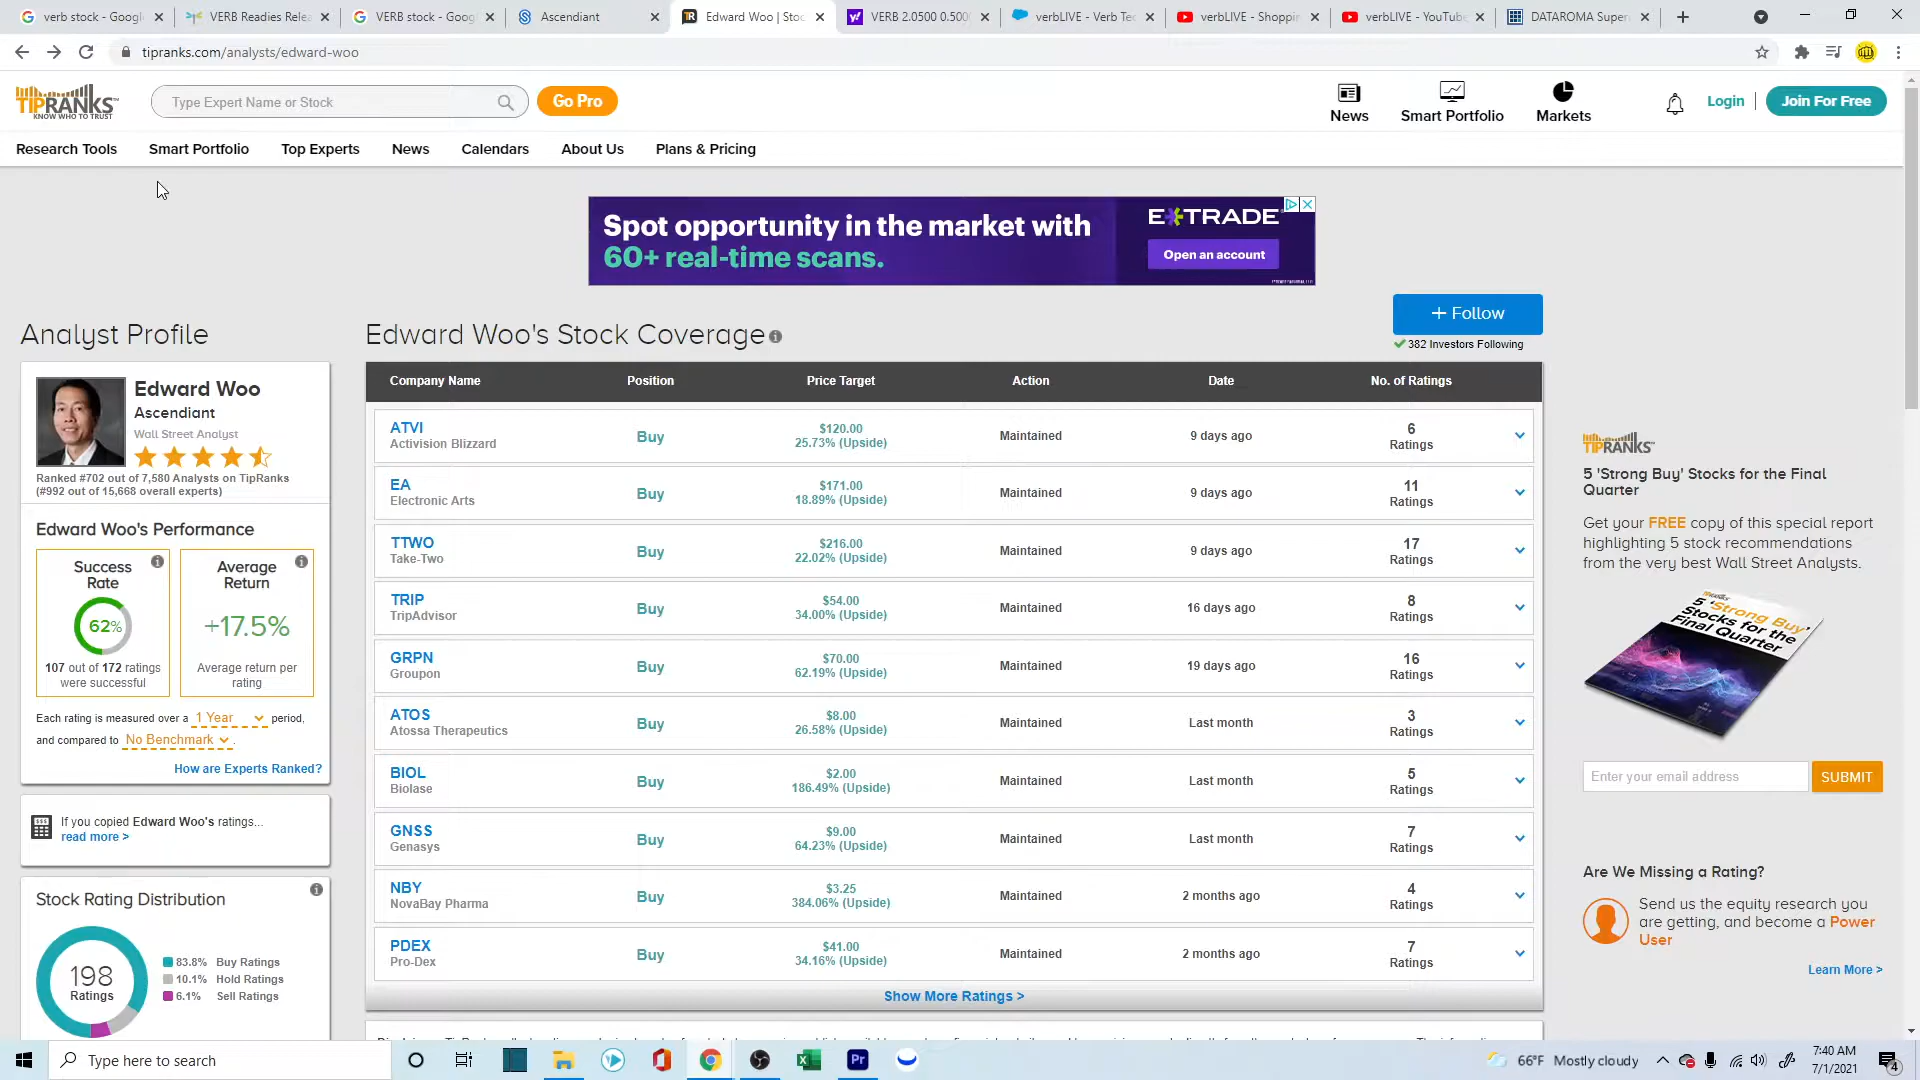 verb stock - Googl
VERB Readies Rele
VERB stock - Goog
Ascendiant
Edward Woo | Stoc
VERB 2.0500 0.500
verbLIVE - Verb Te
verbLIVE - Shoppin
verbLIVE - YouTube
DATAROMA Super
tipranks.com/analysts/edward-woo
TIPRANKS
KNOW WHO TO TRUST
Type Expert Name or Stock
Go Pro
News
Smart Portfolio
Markets
Login
Join For Free
Research Tools
Smart Portfolio
Top Experts
News
Calendars
About Us
Plans & Pricing
Spot opportunity in the market with
60+ real-time scans.
E*TRADE
Open an account
Analyst Profile
Edward Woo's Stock Coverage
+ Follow
382 Investors Following
Edward Woo
Ascendiant
Wall Street Analyst
Ranked #702 out of 7,580 Analysts on TipRanks
(#992 out of 15,668 overall experts)
Edward Woo's Performance
Success
Rate
62%
107 out of 172 ratings
were successful
Average
Return
+17.5%
Average return per
rating
Each rating is measured over a 1 Year period,
and compared to No Benchmark .
How are Experts Ranked?
If you copied Edward Woo's ratings...
read more >
Stock Rating Distribution
198
Ratings
83.8% Buy Ratings
10.1% Hold Ratings
6.1% Sell Ratings
Company Name Position Price Target Action Date No. of Ratings
ATVI
Activision Blizzard
Buy
$120.00
25.73% (Upside)
Maintained
9 days ago
6
Ratings
EA
Electronic Arts
Buy
$171.00
18.89% (Upside)
Maintained
9 days ago
11
Ratings
TTWO
Take-Two
Buy
$216.00
22.02% (Upside)
Maintained
9 days ago
17
Ratings
TRIP
TripAdvisor
Buy
$54.00
34.00% (Upside)
Maintained
16 days ago
8
Ratings
GRPN
Groupon
Buy
$70.00
62.19% (Upside)
Maintained
19 days ago
16
Ratings
ATOS
Atossa Therapeutics
Buy
$8.00
26.58% (Upside)
Maintained
Last month
3
Ratings
BIOL
Biolase
Buy
$2.00
186.49% (Upside)
Maintained
Last month
5
Ratings
GNSS
Genasys
Buy
$9.00
64.23% (Upside)
Maintained
Last month
7
Ratings
NBY
NovaBay Pharma
Buy
$3.25
384.06% (Upside)
Maintained
2 months ago
4
Ratings
PDEX
Pro-Dex
Buy
$41.00
34.16% (Upside)
Maintained
2 months ago
7
Ratings
Show More Ratings >
TIPRANKS
5 'Strong Buy' Stocks for the Final
Quarter
Get your FREE copy of this special report
highlighting 5 stock recommendations
from the very best Wall Street Analysts.
5 'Strong Buy'
Stocks for the
Final Quarter
Enter your email address
SUBMIT
Are We Missing a Rating?
Send us the equity research you
are getting, and become a Power
User
Learn More >
Type here to search
66°F Mostly cloudy
7:40 AM
7/1/2021
4